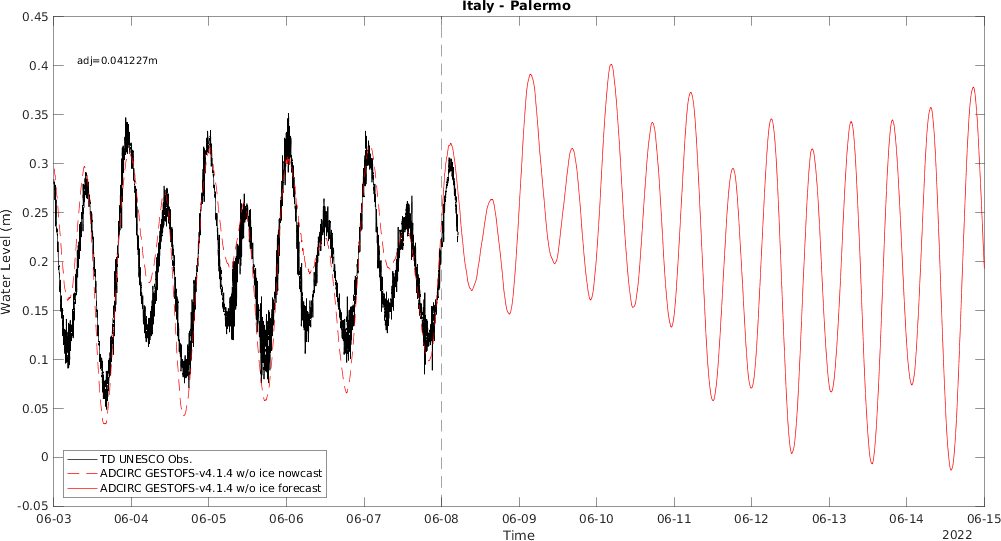 Italy - Palermo
adj=0.041227m
Water Level (m)
0.45
0.4
0.35
0.3
0.25
0.2
0.15
0.1
0.05
0
-0.05
TD UNESCO Obs.
ADCIRC GESTOFS-v4.1.4 w/o ice nowcast
ADCIRC GESTOFS-v4.1.4 w/o ice forecast
06-03 06-04 06-05 06-06 06-07 06-08 06-09 06-10 06-11 06-12 06-13 06-14 06-15
Time
2022